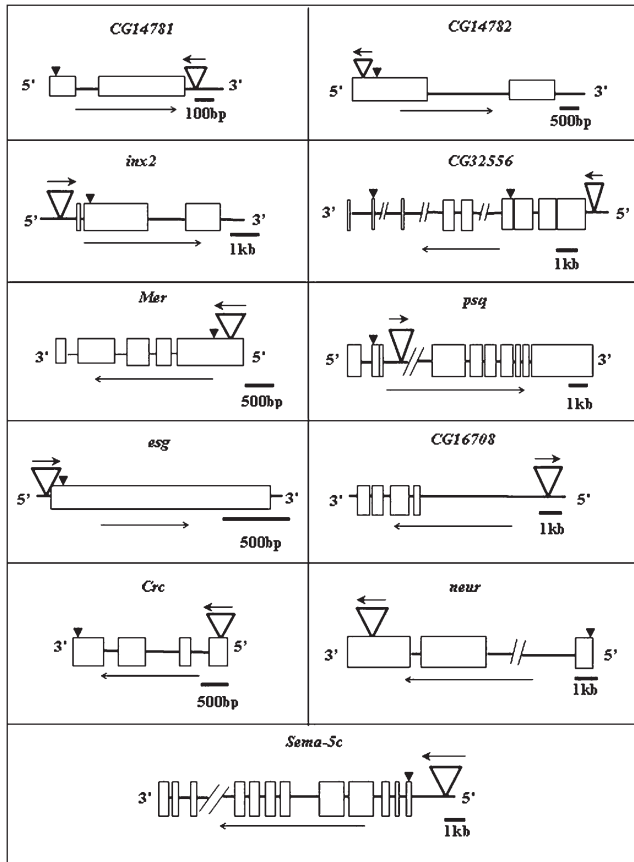 CG14781
5' 3'
100bp
CG14782
5' 3'
500bp
inx2
5' 3'
1kb
CG32556
3' 5'
1kb
Mer
3' 5'
500bp
psq
5' 3'
1kb
esg
5' 3'
500bp
CG16708
3' 5'
1kb
Crc
3' 5'
500bp
neur
3' 5'
1kb
Sema-5c
3' 5'
1kb